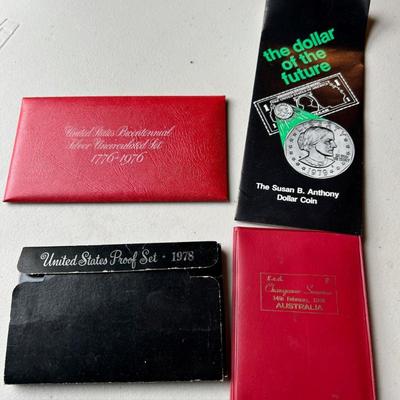 United States Bicentennial
Silver Uncirculated Set
1776-1976
the dollar
of the
future
1979
The Susan B. Anthony
Dollar Coin
United States Proof Set · 1978
Changeover Souvenir
14th February, 1966
AUSTRALIA